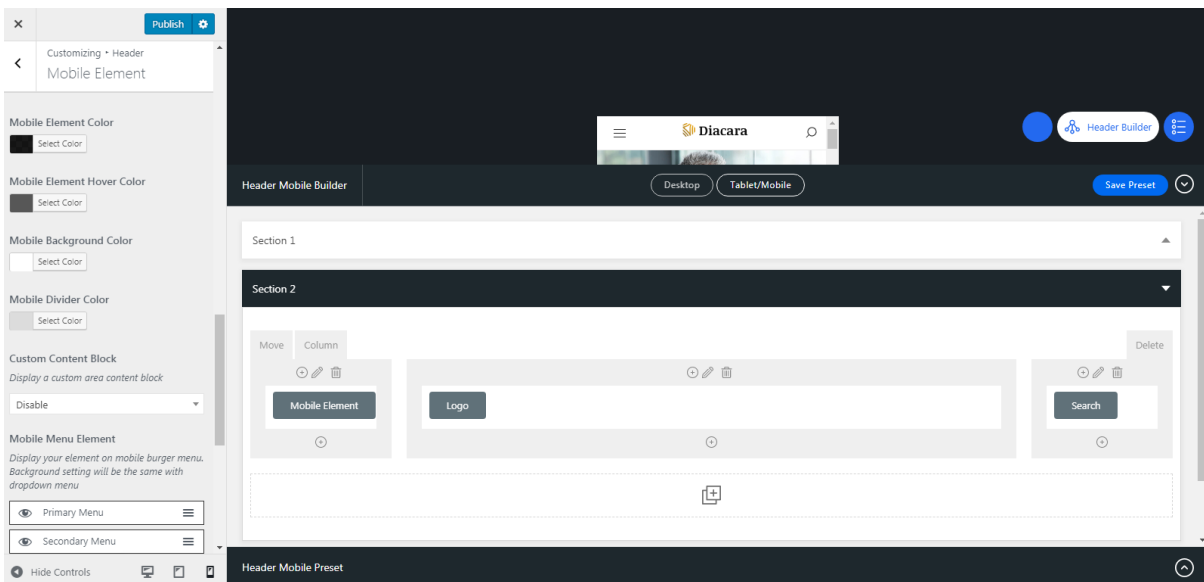 Publish
Customizing ‣ Header
Mobile Element
Mobile Element Color
Select Color
Mobile Element Hover Color
Select Color
Mobile Background Color
Select Color
Mobile Divider Color
Select Color
Custom Content Block
Display a custom area content block
Disable
Mobile Menu Element
Display your element on mobile burger menu.
Background setting will be the same with
dropdown menu
Primary Menu
Secondary Menu
Hide Controls
Diacara
Header Builder
Header Mobile Builder
Desktop
Tablet/Mobile
Save Preset
Section 1
Section 2
Move
Column
Delete
Mobile Element
Logo
Search
Header Mobile Preset